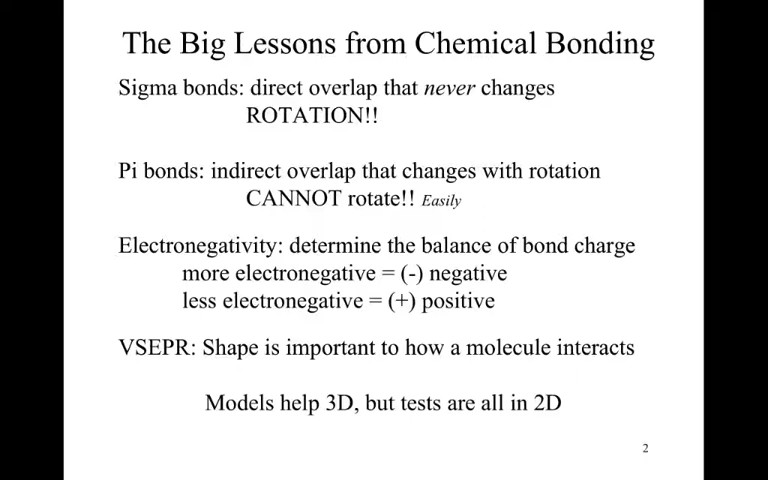 The Big Lessons from Chemical Bonding
Sigma bonds: direct overlap that never changes
ROTATION!!
Pi bonds: indirect overlap that changes with rotation
CANNOT rotate!! Easily
Electronegativity: determine the balance of bond charge
more electronegative = (-) negative
less electronegative = (+) positive
VSEPR: Shape is important to how a molecule interacts
Models help 3D, but tests are all in 2D
2